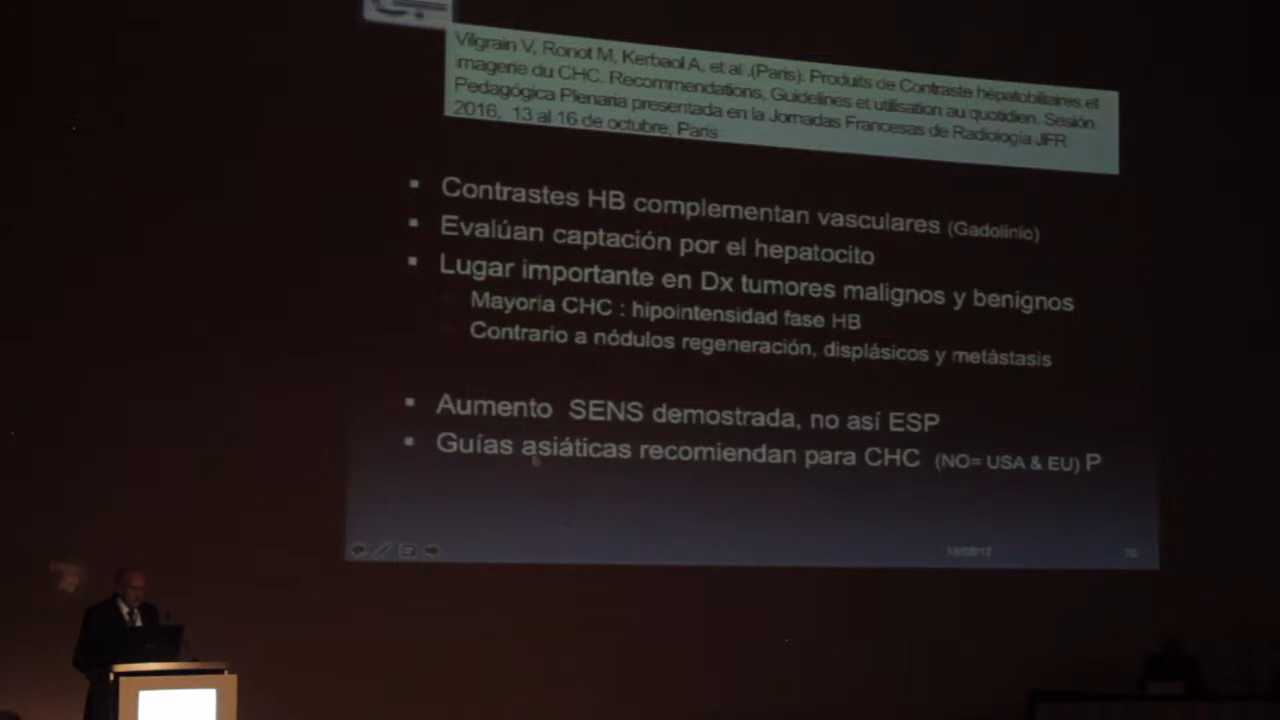 Vilgrain V, Ronot M, Kerbaol A, et al .(Paris). Produits de Contraste hépatobiliaires et
imagerie du CHC. Recommendations, Guidelines et utilisation au quotidien. Sesión
Pedagógica Plenaria presentada en la Jornadas Francesas de Radiologia JFR
2016, 13 al 16 de octubre, Paris
▪ Contrastes HB complementan vasculares (Gadolinio)
▪ Evalúan captación por el hepatocito
▪ Lugar importante en Dx tumores malignos y benignos
Mayoría CHC : hipointensidad fase HB
Contrario a nódulos regeneración, displásicos y metástasis
▪ Aumento SENS demostrada, no así ESP
▪ Guías asiáticas recomiendan para CHC (NO= USA & EU) P